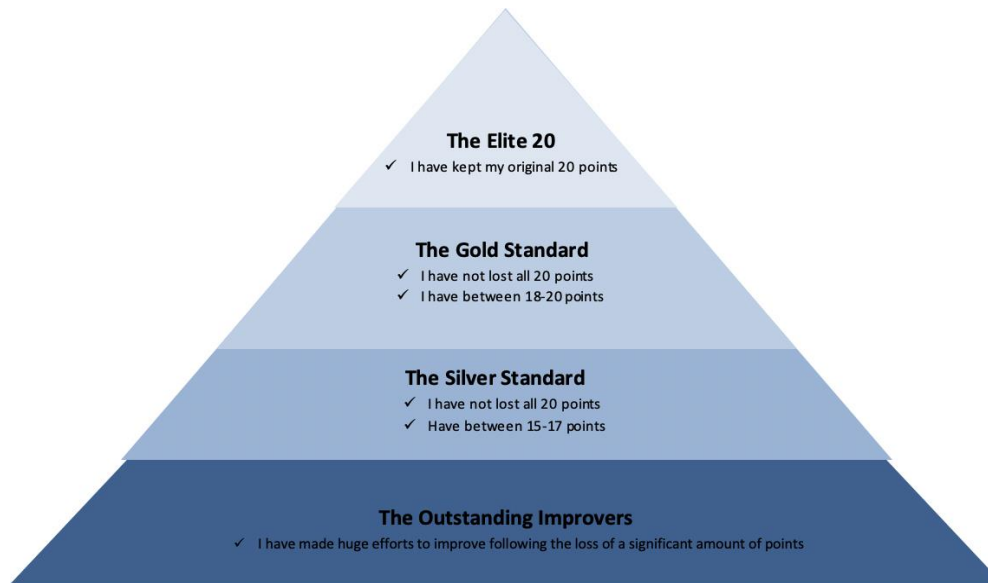 The Elite 20
✓ I have kept my original 20 points
The Gold Standard
✓ I have not lost all 20 points
✓ I have between 18-20 points
The Silver Standard
✓ I have not lost all 20 points
✓ Have between 15-17 points
The Outstanding Improvers
✓ I have made huge efforts to improve following the loss of a significant amount of points